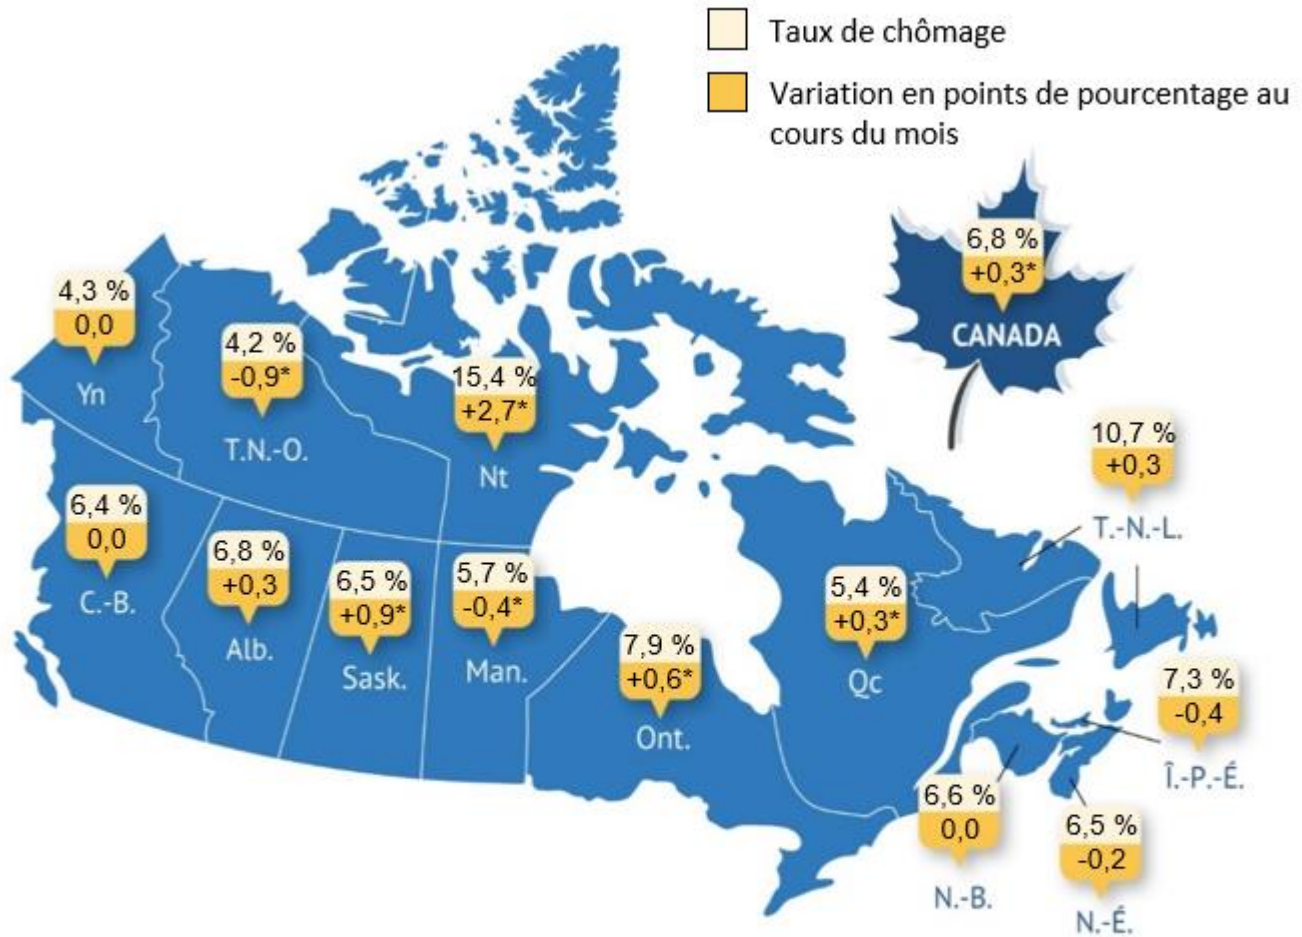 Taux de chômage
Variation en points de pourcentage au
cours du mois
6,8 %
+0,3*
CANADA
4,3 %
0,0
Yn
4,2 %
-0,9*
T.N.-O.
15,4 %
+2,7*
Nt
10,7 %
+0,3
T.-N.-L.
6,4 %
0,0
C.-B.
6,8 %
+0,3
Alb.
6,5 %
+0,9*
Sask.
5,7 %
-0,4*
Man.
7,9 %
+0,6*
Ont.
5,4 %
+0,3*
Qc
7,3 %
-0,4
Î.-P.-É.
6,6 %
0,0
N.-B.
6,5 %
-0,2
N.-É.